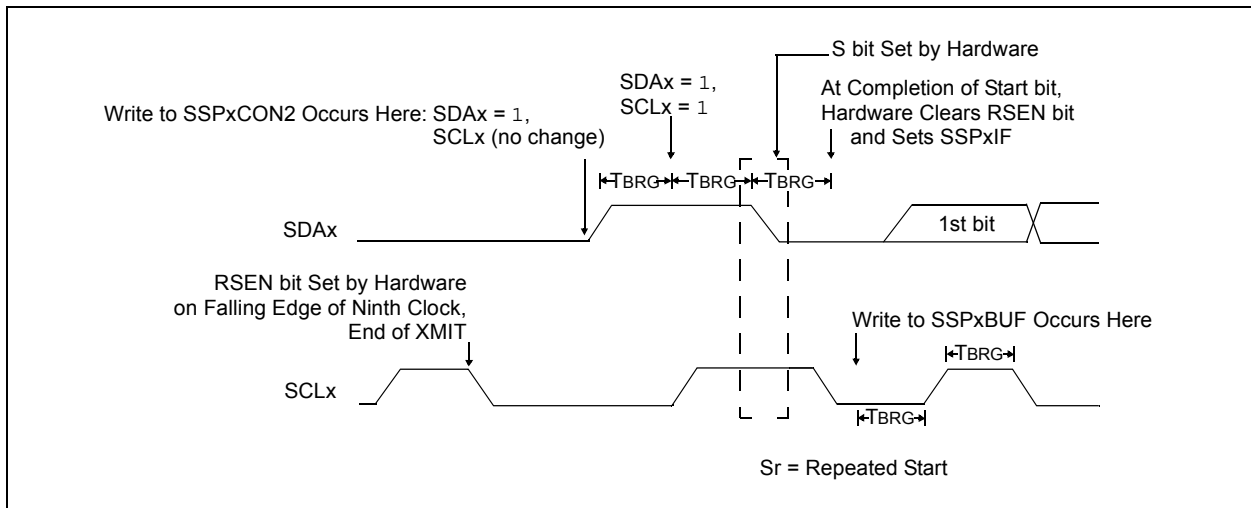 S bit Set by Hardware
SDAx = 1,
SCLx = 1
At Completion of Start bit,
Hardware Clears RSEN bit
and Sets SSPxIF
Write to SSPxCON2 Occurs Here: SDAx = 1,
SCLx (no change)
TBRG TBRG TBRG
SDAx
1st bit
RSEN bit Set by Hardware
on Falling Edge of Ninth Clock,
End of XMIT
Write to SSPxBUF Occurs Here
TBRG
SCLx
TBRG
Sr = Repeated Start